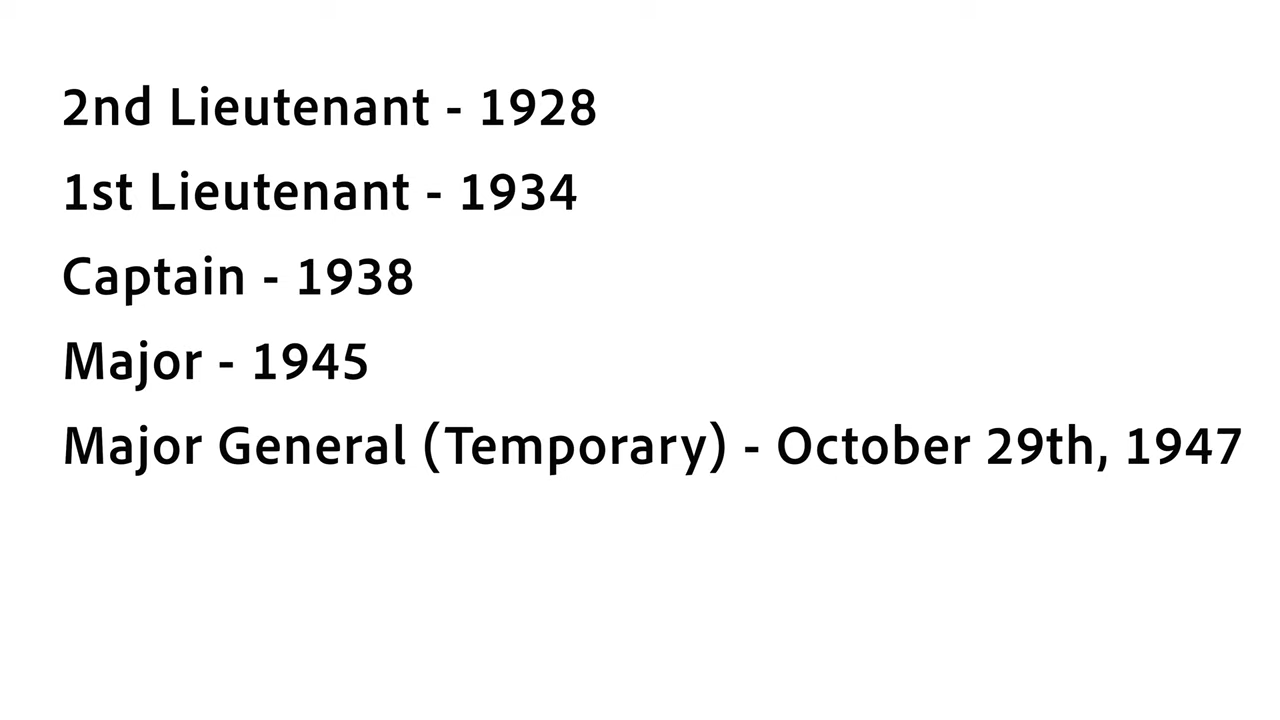 2nd Lieutenant - 1928
1st Lieutenant - 1934
Captain - 1938
Major - 1945
Major General (Temporary) - October 29th, 1947